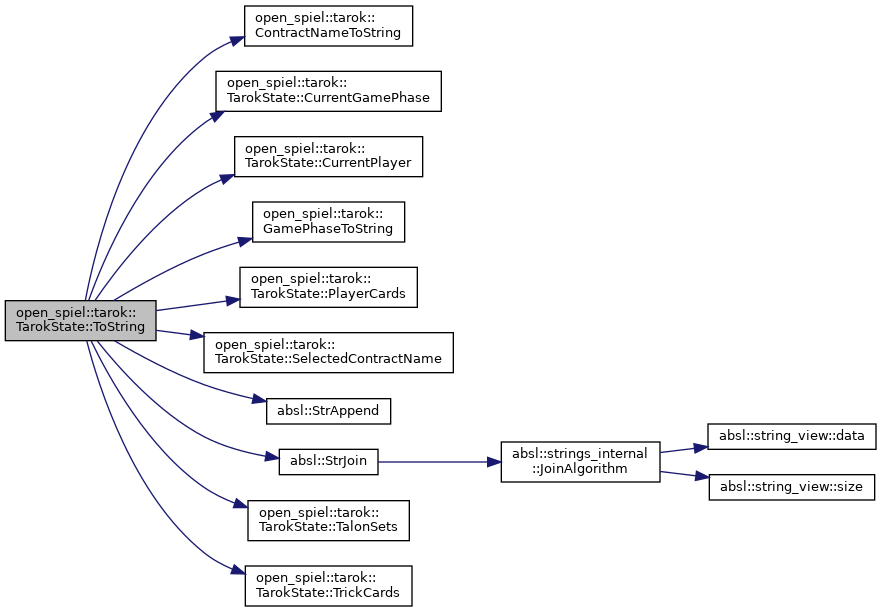 open_spiel::tarok::
ContractNameToString
open_spiel::tarok::
TarokState::CurrentGamePhase
open_spiel::tarok::
TarokState::CurrentPlayer
open_spiel::tarok::
GamePhaseToString
open_spiel::tarok::
TarokState::PlayerCards
open_spiel::tarok::
TarokState::ToString
open_spiel::tarok::
TarokState::SelectedContractName
absl::StrAppend
absl::StrJoin
absl::strings_internal
::JoinAlgorithm
absl::string_view::data
absl::string_view::size
open_spiel::tarok::
TarokState::TalonSets
open_spiel::tarok::
TarokState::TrickCards